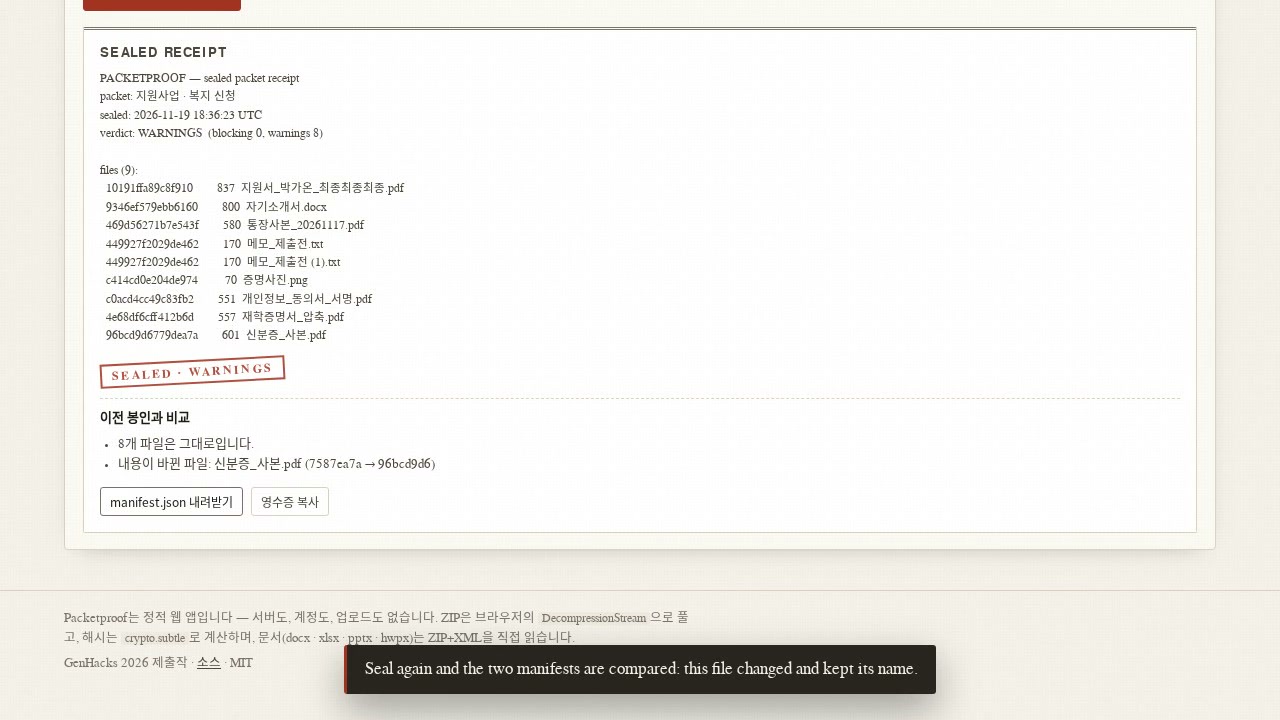 SEALED RECEIPT
PACKETPROOF — sealed packet receipt
packet: 지원사업 · 복지 신청
sealed: 2026-11-19 18:36:23 UTC
verdict: WARNINGS (blocking 0, warnings 8)
files (9):
10191ffa89c8f910 837 지원서_박가온_최종최종최종.pdf
9346ef579ebb6160 800 자기소개서.docx
469d56271b7e543f 580 통장사본_20261117.pdf
449927f2029de462 170 메모_제출전.txt
449927f2029de462 170 메모_제출전 (1).txt
c414cd0e204de974 70 증명사진.png
c0acd4cc49c83fb2 551 개인정보_동의서_서명.pdf
4e68df6cff412b6d 557 재학증명서_압축.pdf
96bcd9d6779dea7a 601 신분증_사본.pdf
SEALED · WARNINGS
이전 봉인과 비교
• 8개 파일은 그대로입니다.
• 내용이 바뀐 파일: 신분증_사본.pdf (7587ea7a → 96bcd9d6)
manifest.json 내려받기 영수증 복사
Packetproof는 정적 웹 앱입니다 — 서버도, 계정도, 업로드도 없습니다. ZIP은 브라우저의 DecompressionStream 으로 풀
고, 해시는 crypto.subtle 로 계산하며, 문서(docx · xlsx · pptx · hwpx)는 ZIP+XML을 직접 읽습니다.
GenHacks 2026 제출작 · 소스 · MIT
Seal again and the two manifests are compared: this file changed and kept its name.